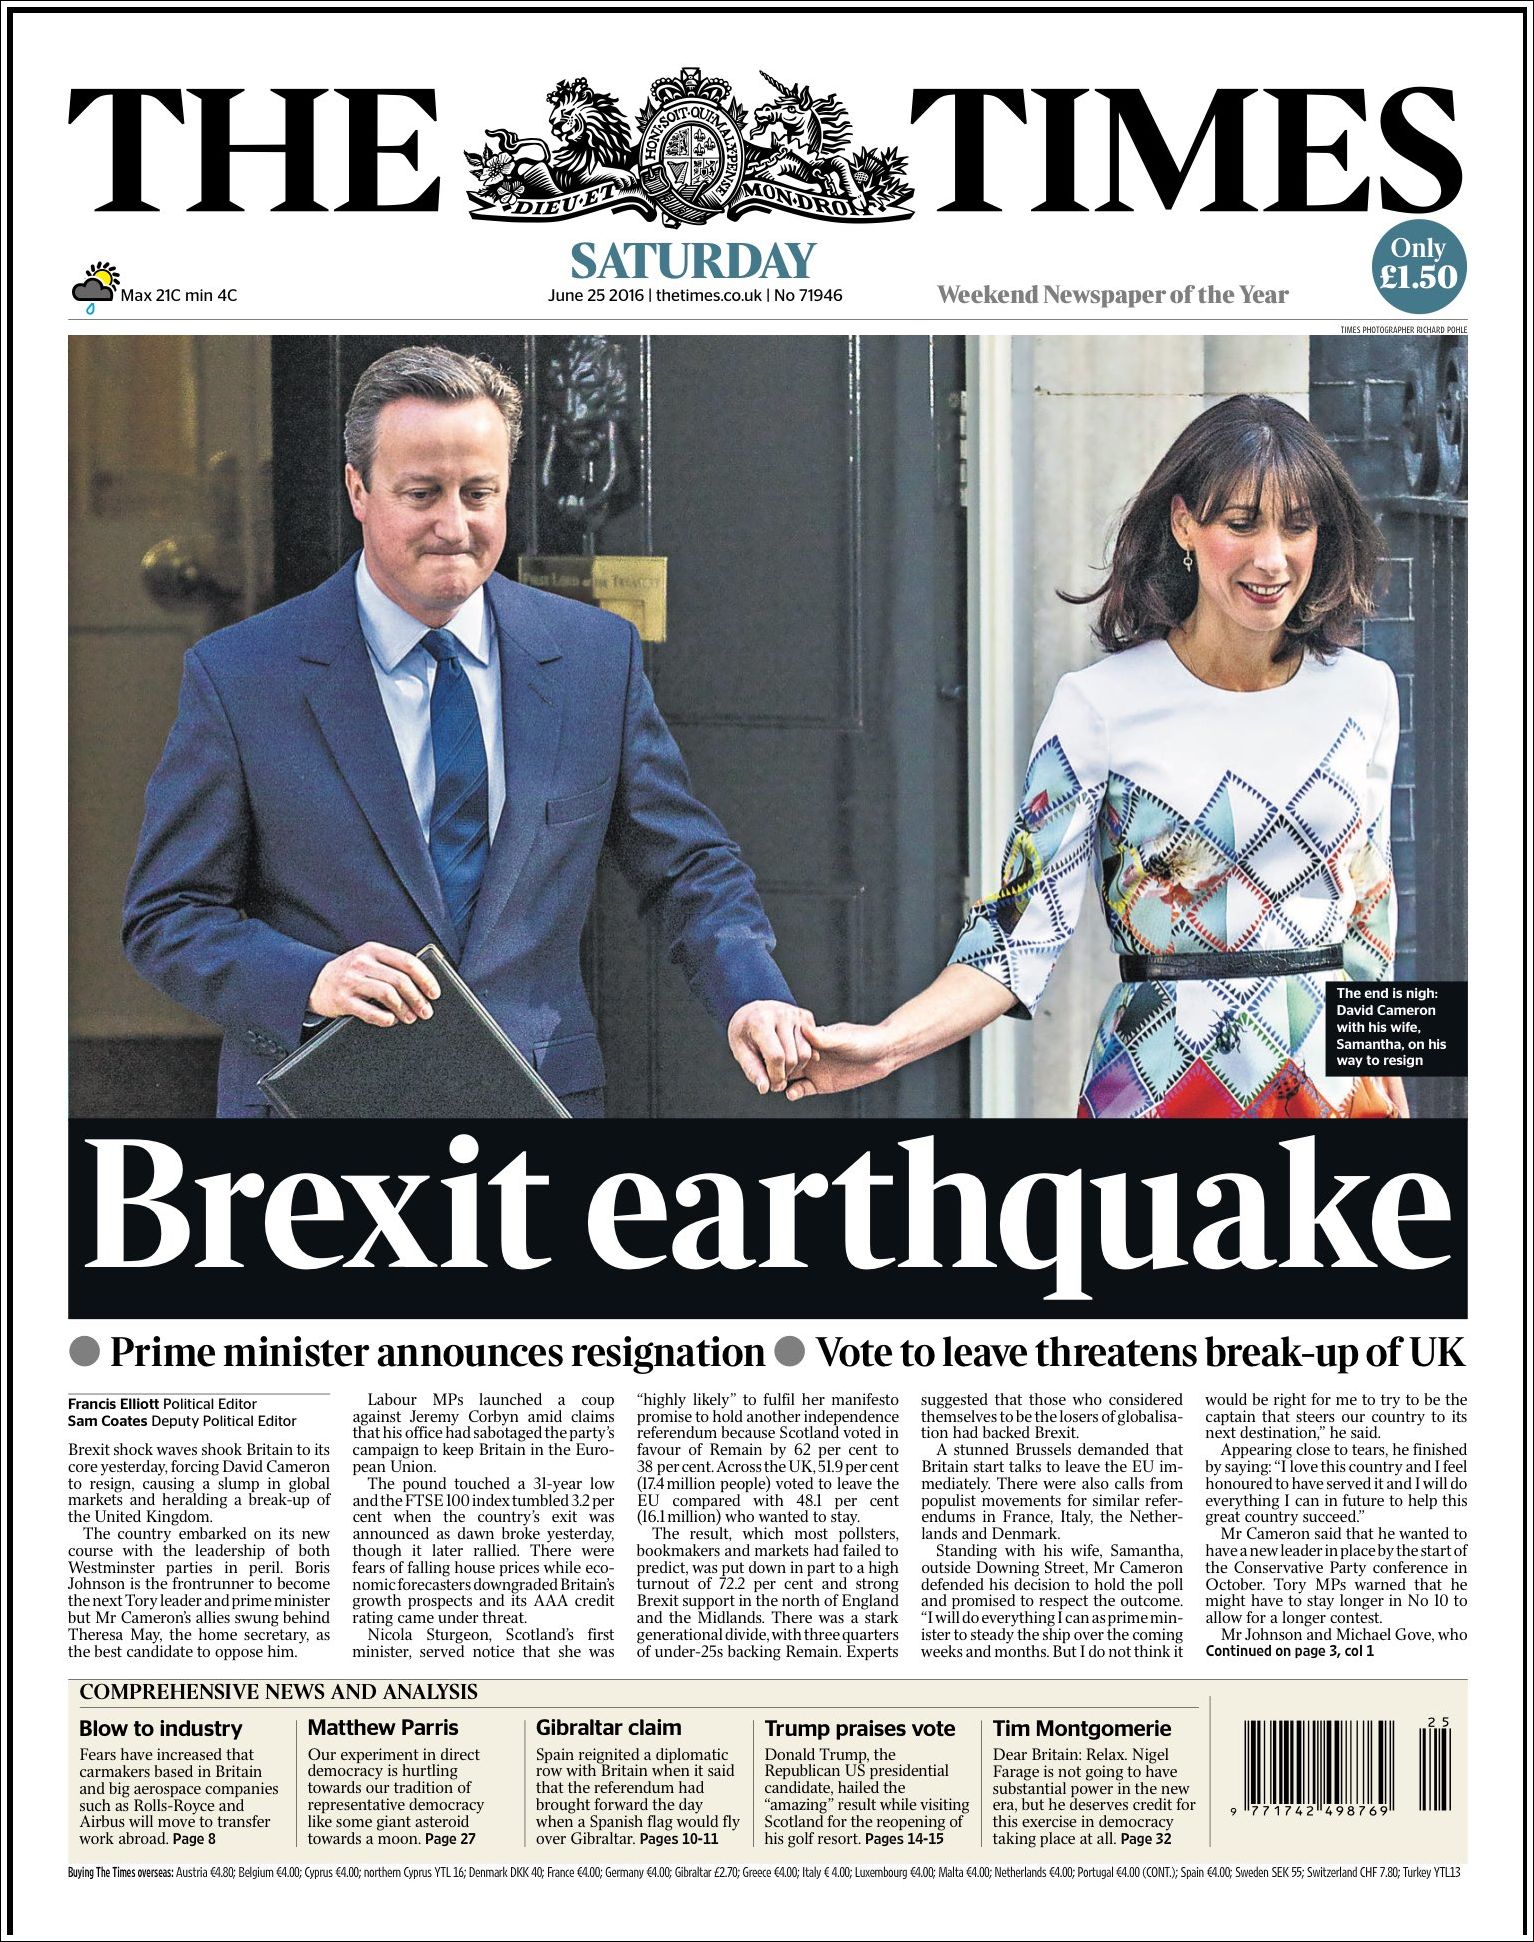 THE TIMES
HONI·SOIT·QUI·MAL·Y·PENSE
DIEU·ET MON·DROIT
SATURDAY
Max 21C min 4C
June 25 2016 | thetimes.co.uk | No 71946
Weekend Newspaper of the Year
Only
£1.50
TIMES PHOTOGRAPHER RICHARD POHLE
FIRST LORD OF THE TREASURY
The end is nigh:
David Cameron
with his wife,
Samantha, on his
way to resign
Brexit earthquake
● Prime minister announces resignation ● Vote to leave threatens break-up of UK
Francis Elliott Political Editor
Sam Coates Deputy Political Editor
Brexit shock waves shook Britain to its
core yesterday, forcing David Cameron
to resign, causing a slump in global
markets and heralding a break-up of
the United Kingdom.
The country embarked on its new
course with the leadership of both
Westminster parties in peril. Boris
Johnson is the frontrunner to become
the next Tory leader and prime minister
but Mr Cameron's allies swung behind
Theresa May, the home secretary, as
the best candidate to oppose him.
Labour MPs launched a coup
against Jeremy Corbyn amid claims
that his office had sabotaged the party's
campaign to keep Britain in the Euro-
pean Union.
The pound touched a 31-year low
and the FTSE 100 index tumbled 3.2 per
cent when the country's exit was
announced as dawn broke yesterday,
though it later rallied. There were
fears of falling house prices while eco-
nomic forecasters downgraded Britain's
growth prospects and its AAA credit
rating came under threat.
Nicola Sturgeon, Scotland's first
minister, served notice that she was
"highly likely" to fulfil her manifesto
promise to hold another independence
referendum because Scotland voted in
favour of Remain by 62 per cent to
38 per cent. Across the UK, 51.9 per cent
(17.4 million people) voted to leave the
EU compared with 48.1 per cent
(16.1 million) who wanted to stay.
The result, which most pollsters,
bookmakers and markets had failed to
predict, was put down in part to a high
turnout of 72.2 per cent and strong
Brexit support in the north of England
and the Midlands. There was a stark
generational divide, with three quarters
of under-25s backing Remain. Experts
suggested that those who considered
themselves to be the losers of globalisa-
tion had backed Brexit.
A stunned Brussels demanded that
Britain start talks to leave the EU im-
mediately. There were also calls from
populist movements for similar refer-
endums in France, Italy, the Nether-
lands and Denmark.
Standing with his wife, Samantha,
outside Downing Street, Mr Cameron
defended his decision to hold the poll
and promised to respect the outcome.
"I will do everything I can as prime min-
ister to steady the ship over the coming
weeks and months. But I do not think it
would be right for me to try to be the
captain that steers our country to its
next destination," he said.
Appearing close to tears, he finished
by saying: "I love this country and I feel
honoured to have served it and I will do
everything I can in future to help this
great country succeed."
Mr Cameron said that he wanted to
have a new leader in place by the start of
the Conservative Party conference in
October. Tory MPs warned that he
might have to stay longer in No 10 to
allow for a longer contest.
Mr Johnson and Michael Gove, who
Continued on page 3, col 1
COMPREHENSIVE NEWS AND ANALYSIS
Blow to industry
Fears have increased that
carmakers based in Britain
and big aerospace companies
such as Rolls-Royce and
Airbus will move to transfer
work abroad. Page 8
Matthew Parris
Our experiment in direct
democracy is hurtling
towards our tradition of
representative democracy
like some giant asteroid
towards a moon. Page 27
Gibraltar claim
Spain reignited a diplomatic
row with Britain when it said
that the referendum had
brought forward the day
when a Spanish flag would fly
over Gibraltar. Pages 10-11
Trump praises vote
Donald Trump, the
Republican US presidential
candidate, hailed the
"amazing" result while visiting
Scotland for the reopening of
his golf resort. Pages 14-15
Tim Montgomerie
Dear Britain: Relax. Nigel
Farage is not going to have
substantial power in the new
era, but he deserves credit for
this exercise in democracy
taking place at all. Page 32
25
9 771742 498769
Buying The Times overseas: Austria €4.80; Belgium €4.00; Cyprus €4.00; northern Cyprus YTL 16; Denmark DKK 40; France €4.00; Germany €4.00; Gibraltar £2.70; Greece €4.00; Italy € 4.00; Luxembourg €4.00; Malta €4.00; Netherlands €4.00; Portugal €4.00 (CONT.); Spain €4.00; Sweden SEK 55; Switzerland CHF 7.80; Turkey YTL13